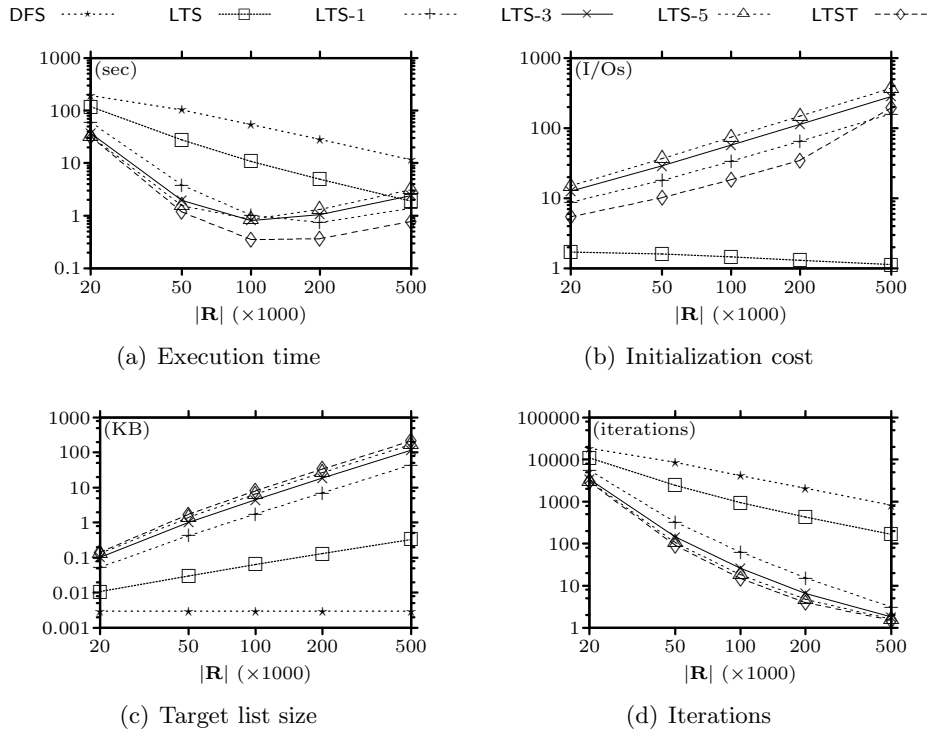 DFS LTS LTS-1 LTS-3 LTS-5 LTST
1000
100
10
1
0.1
(sec)
20 50 100 200 500
|R| (×1000)
(a) Execution time
1000
100
10
1
(I/Os)
20 50 100 200 500
|R| (×1000)
(b) Initialization cost
1000
100
10
1
0.1
0.01
0.001
(KB)
20 50 100 200 500
|R| (×1000)
(c) Target list size
100000
10000
1000
100
10
1
(iterations)
20 50 100 200 500
|R| (×1000)
(d) Iterations